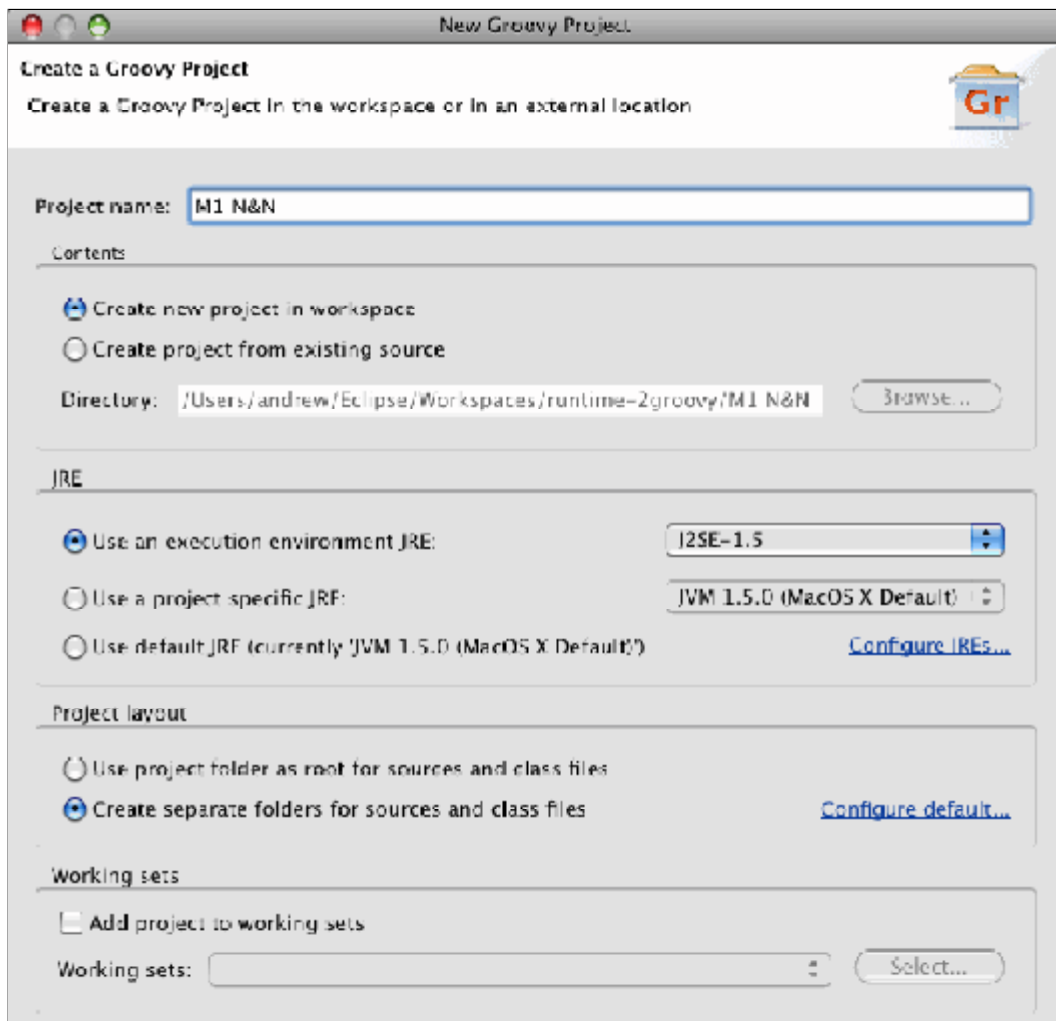 New Groovy Project
Create a Groovy Project
Create a Groovy Project in the workspace or in an external location
Gr
Project name: M1 N&N
Contents
Create new project in workspace
Create project from existing source
Directory: /Users/andrew/Eclipse/Workspaces/runtime-2groovy/M1 N&N Browse...
JRE
Use an execution environment JRE: J2SE-1.5
Use a project specific JRE: JVM 1.5.0 (MacOS X Default)
Use default JRE (currently 'JVM 1.5.0 (MacOS X Default)') Configure JREs...
Project layout
Use project folder as root for sources and class files
Create separate folders for sources and class files Configure default...
Working sets
Add project to working sets
Working sets: Select...